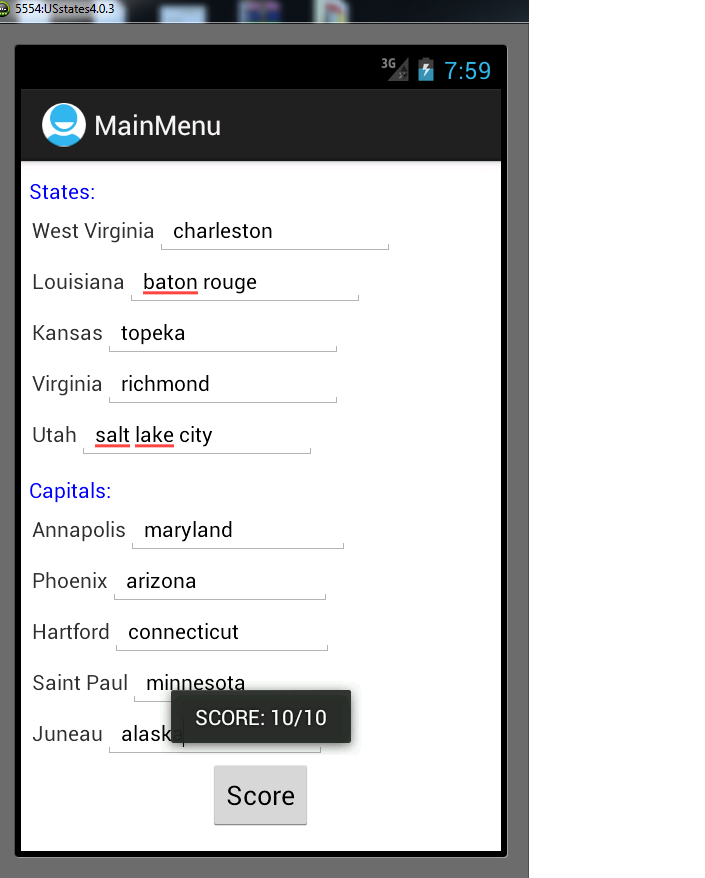 5554:USstates4.0.3
3G 7:59
MainMenu
States:
West Virginia charleston
Louisiana baton rouge
Kansas topeka
Virginia richmond
Utah salt lake city
Capitals:
Annapolis maryland
Phoenix arizona
Hartford connecticut
Saint Paul minnesota
SCORE: 10/10
Juneau alaska
Score